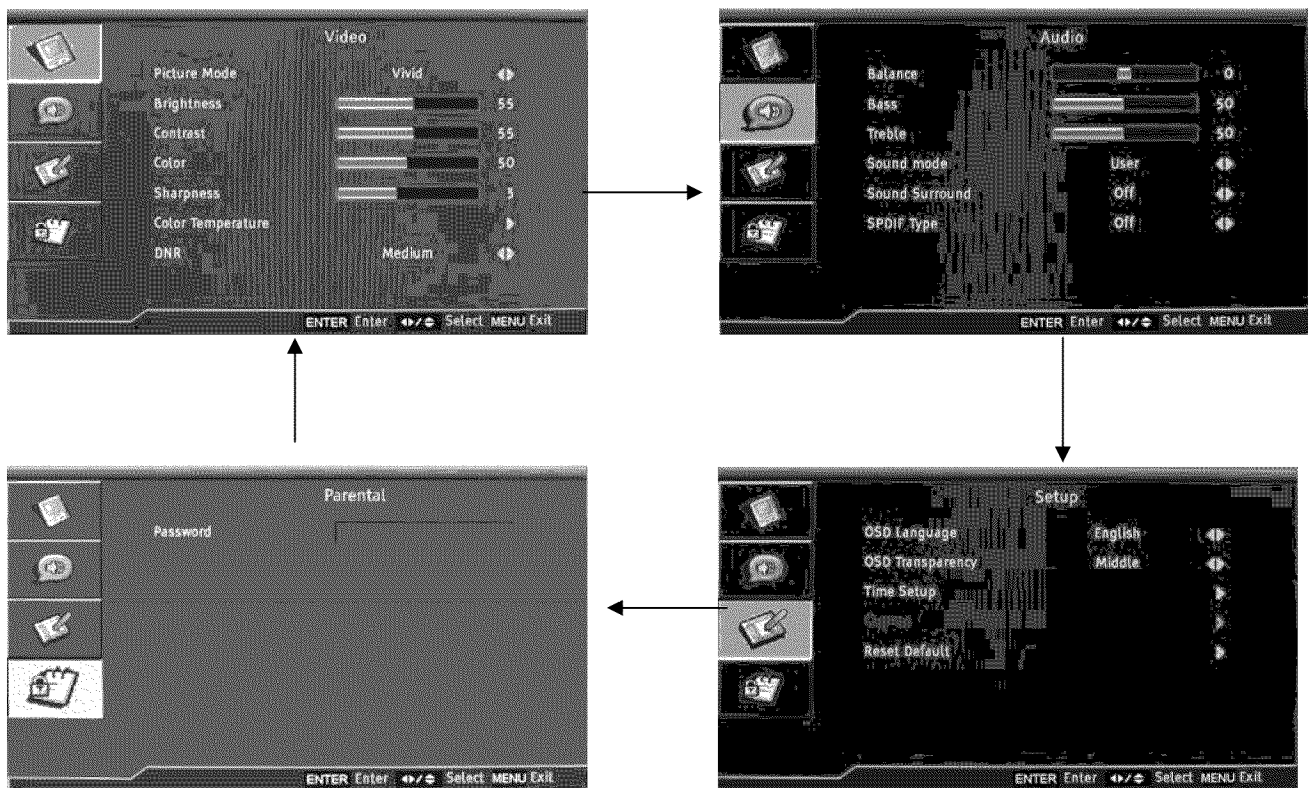 Video
Picture Mode Vivid
Brightness 55
Contrast 55
Color 50
Sharpness 3
Color Temperature
DNR Medium
ENTER Enter Select MENU Exit
Audio
Balance 0
Bass 50
Treble 50
Sound mode User
Sound Surround Off
SPDIF Type Off
ENTER Enter Select MENU Exit
Parental
Password
ENTER Enter Select MENU Exit
Setup
OSD Language English
OSD Transparency Middle
Time Setup
Reset Default
ENTER Enter Select MENU Exit